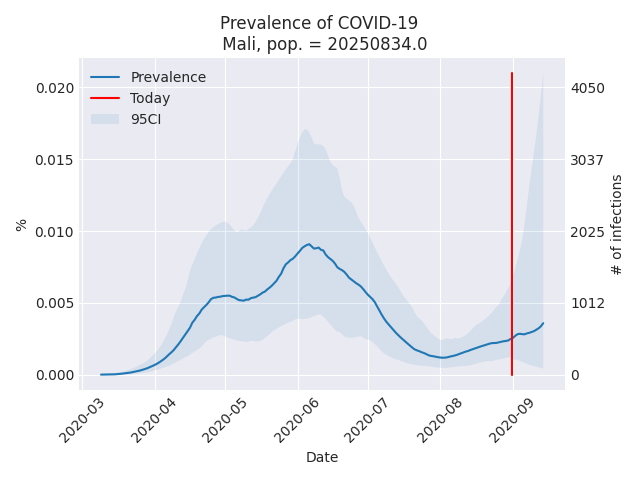 Prevalence of COVID-19
Mali, pop. = 20250834.0
Prevalence
Today
95CI
0.020
0.015
0.010
0.005
0.000
%
4050
3037
2025
1012
0
# of infections
2020-03
2020-04
2020-05
2020-06
2020-07
2020-08
2020-09
Date